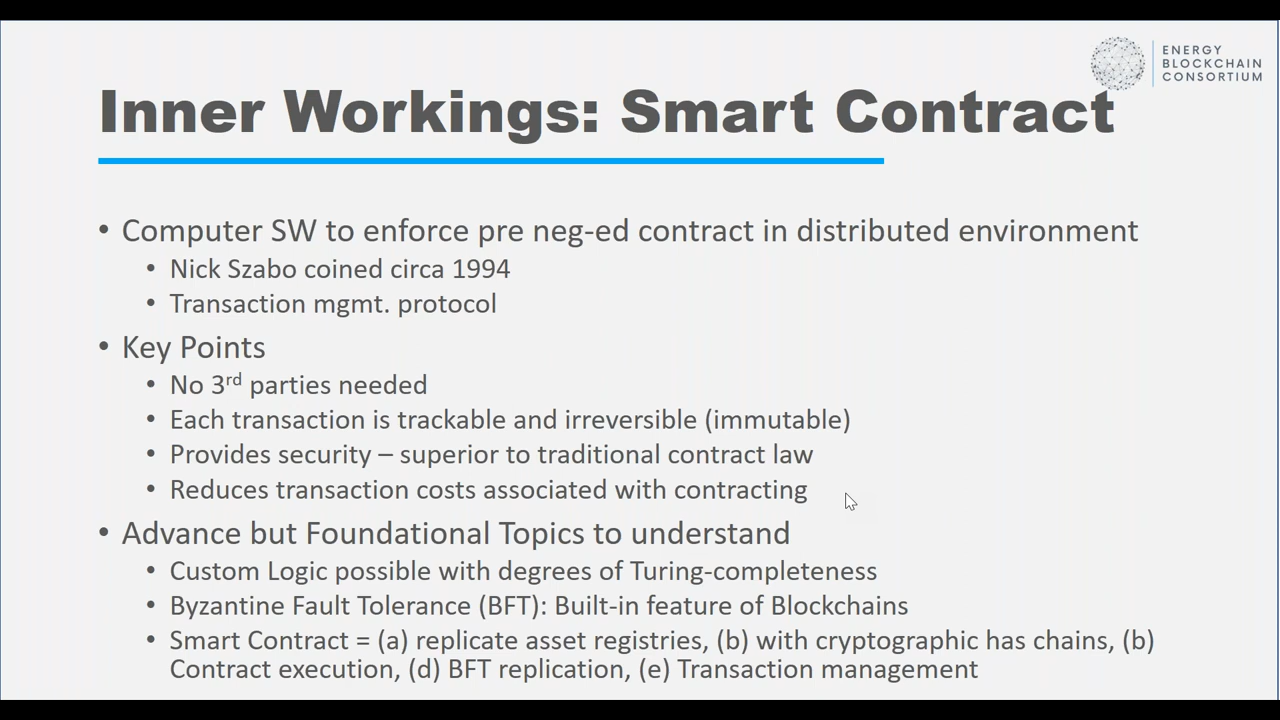 ENERGY
BLOCKCHAIN
CONSORTIUM
Inner Workings: Smart Contract
• Computer SW to enforce pre neg-ed contract in distributed environment
• Nick Szabo coined circa 1994
• Transaction mgmt. protocol
• Key Points
• No 3rd parties needed
• Each transaction is trackable and irreversible (immutable)
• Provides security – superior to traditional contract law
• Reduces transaction costs associated with contracting
• Advance but Foundational Topics to understand
• Custom Logic possible with degrees of Turing-completeness
• Byzantine Fault Tolerance (BFT): Built-in feature of Blockchains
• Smart Contract = (a) replicate asset registries, (b) with cryptographic has chains, (b)
Contract execution, (d) BFT replication, (e) Transaction management